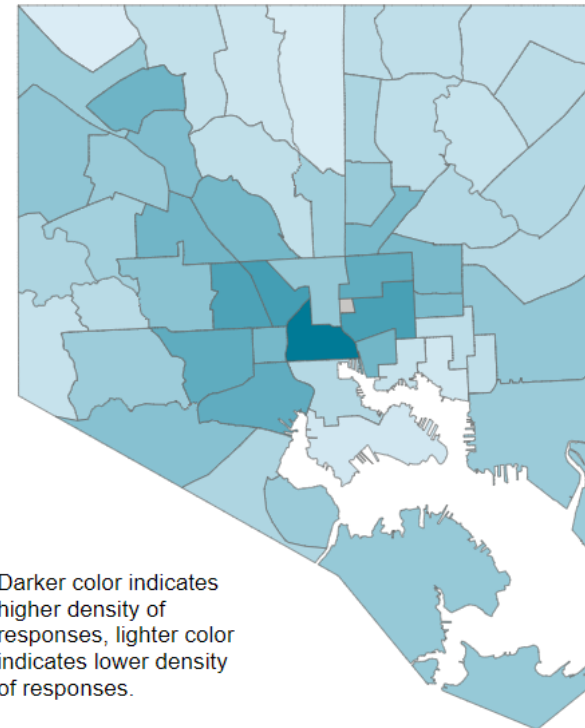 Darker color indicates
higher density of
responses, lighter color
indicates lower density
of responses.